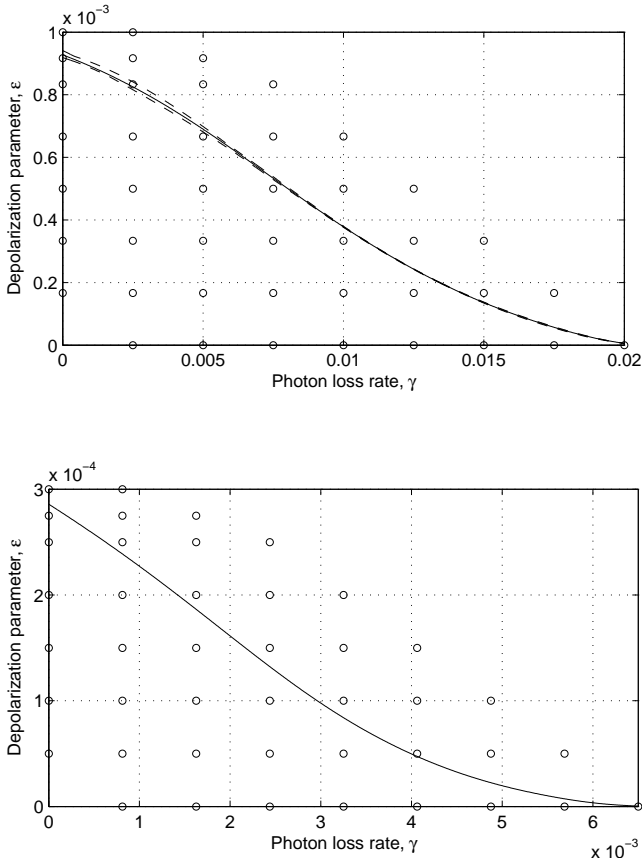 x 10⁻³
1
0.8
0.6
0.4
0.2
0
Depolarization parameter, ε
0 0.005 0.01 0.015 0.02
Photon loss rate, γ
x 10⁻⁴
3
2
1
0
Depolarization parameter, ε
0 1 2 3 4 5 6
Photon loss rate, γ
x 10⁻³